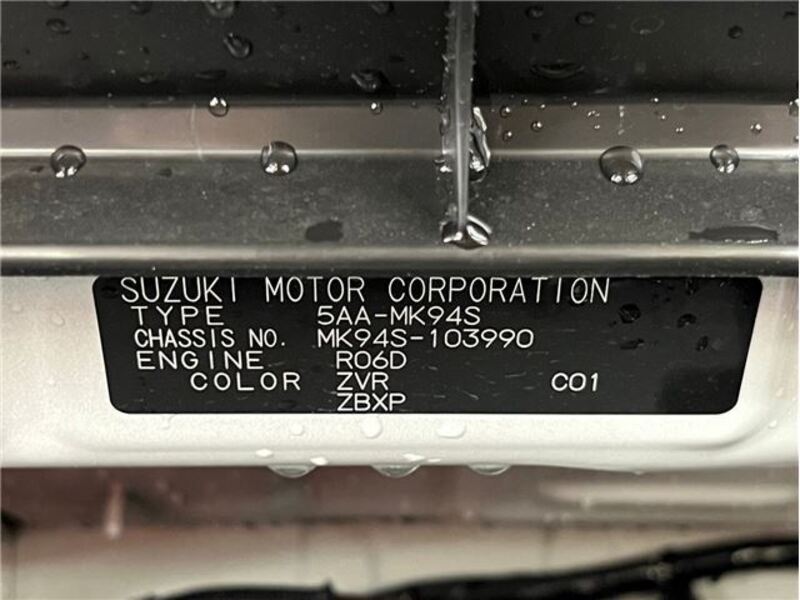 SUZUKI MOTOR CORPORATION
TYPE 5AA-MK94S
CHASSIS NO. MK94S-103990
ENGINE R06D
COLOR ZVR C01
ZBXP